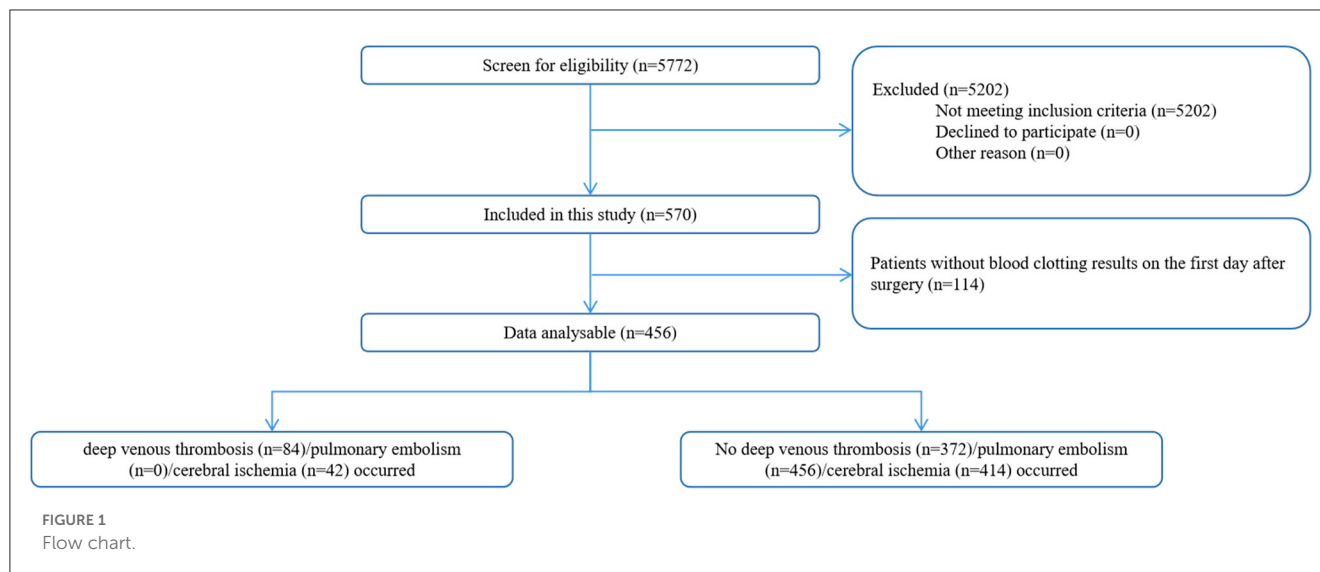 Screen for eligibility (n=5772)
Excluded (n=5202)
Not meeting inclusion criteria (n=5202)
Declined to participate (n=0)
Other reason (n=0)
Included in this study (n=570)
Patients without blood clotting results on the first day after
surgery (n=114)
Data analysable (n=456)
deep venous thrombosis (n=84)/pulmonary embolism
(n=0)/cerebral ischemia (n=42) occurred
No deep venous thrombosis (n=372)/pulmonary embolism
(n=456)/cerebral ischemia (n=414) occurred
FIGURE 1
Flow chart.